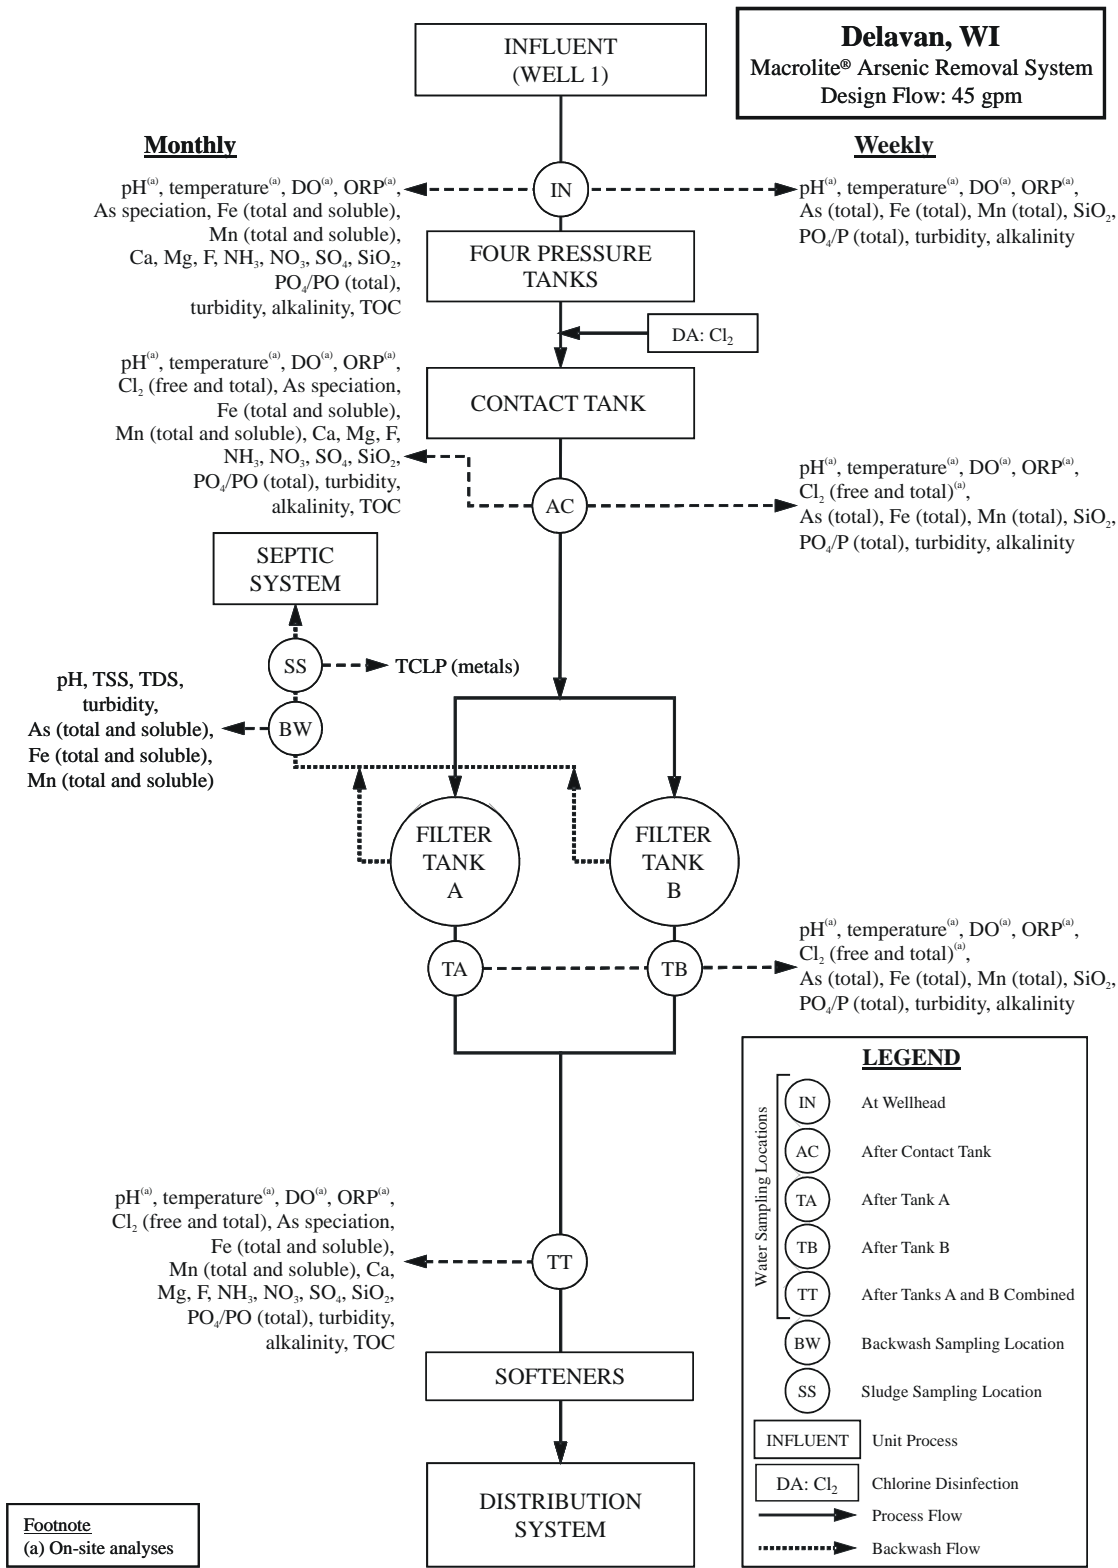 INFLUENT
(WELL 1)
Delavan, WI
Macrolite® Arsenic Removal System
Design Flow: 45 gpm
Monthly
Weekly
pH(a), temperature(a), DO(a), ORP(a),
As speciation, Fe (total and soluble),
Mn (total and soluble),
Ca, Mg, F, NH3, NO3, SO4, SiO2,
PO4/PO (total),
turbidity, alkalinity, TOC
IN
pH(a), temperature(a), DO(a), ORP(a),
As (total), Fe (total), Mn (total), SiO2,
PO4/P (total), turbidity, alkalinity
FOUR PRESSURE
TANKS
DA: Cl2
CONTACT TANK
pH(a), temperature(a), DO(a), ORP(a),
Cl2 (free and total), As speciation,
Fe (total and soluble),
Mn (total and soluble), Ca, Mg, F,
NH3, NO3, SO4, SiO2,
PO4/PO (total), turbidity,
alkalinity, TOC
AC
pH(a), temperature(a), DO(a), ORP(a),
Cl2 (free and total)(a),
As (total), Fe (total), Mn (total), SiO2,
PO4/P (total), turbidity, alkalinity
SEPTIC
SYSTEM
SS
TCLP (metals)
pH, TSS, TDS,
turbidity,
As (total and soluble),
Fe (total and soluble),
Mn (total and soluble)
BW
FILTER
TANK
A
FILTER
TANK
B
TA
TB
pH(a), temperature(a), DO(a), ORP(a),
Cl2 (free and total)(a),
As (total), Fe (total), Mn (total), SiO2,
PO4/P (total), turbidity, alkalinity
pH(a), temperature(a), DO(a), ORP(a),
Cl2 (free and total), As speciation,
Fe (total and soluble),
Mn (total and soluble), Ca,
Mg, F, NH3, NO3, SO4, SiO2,
PO4/PO (total), turbidity,
alkalinity, TOC
TT
SOFTENERS
DISTRIBUTION
SYSTEM
LEGEND
Water Sampling Locations
IN At Wellhead
AC After Contact Tank
TA After Tank A
TB After Tank B
TT After Tanks A and B Combined
BW Backwash Sampling Location
SS Sludge Sampling Location
INFLUENT Unit Process
DA: Cl2 Chlorine Disinfection
Process Flow
Backwash Flow
Footnote
(a) On-site analyses